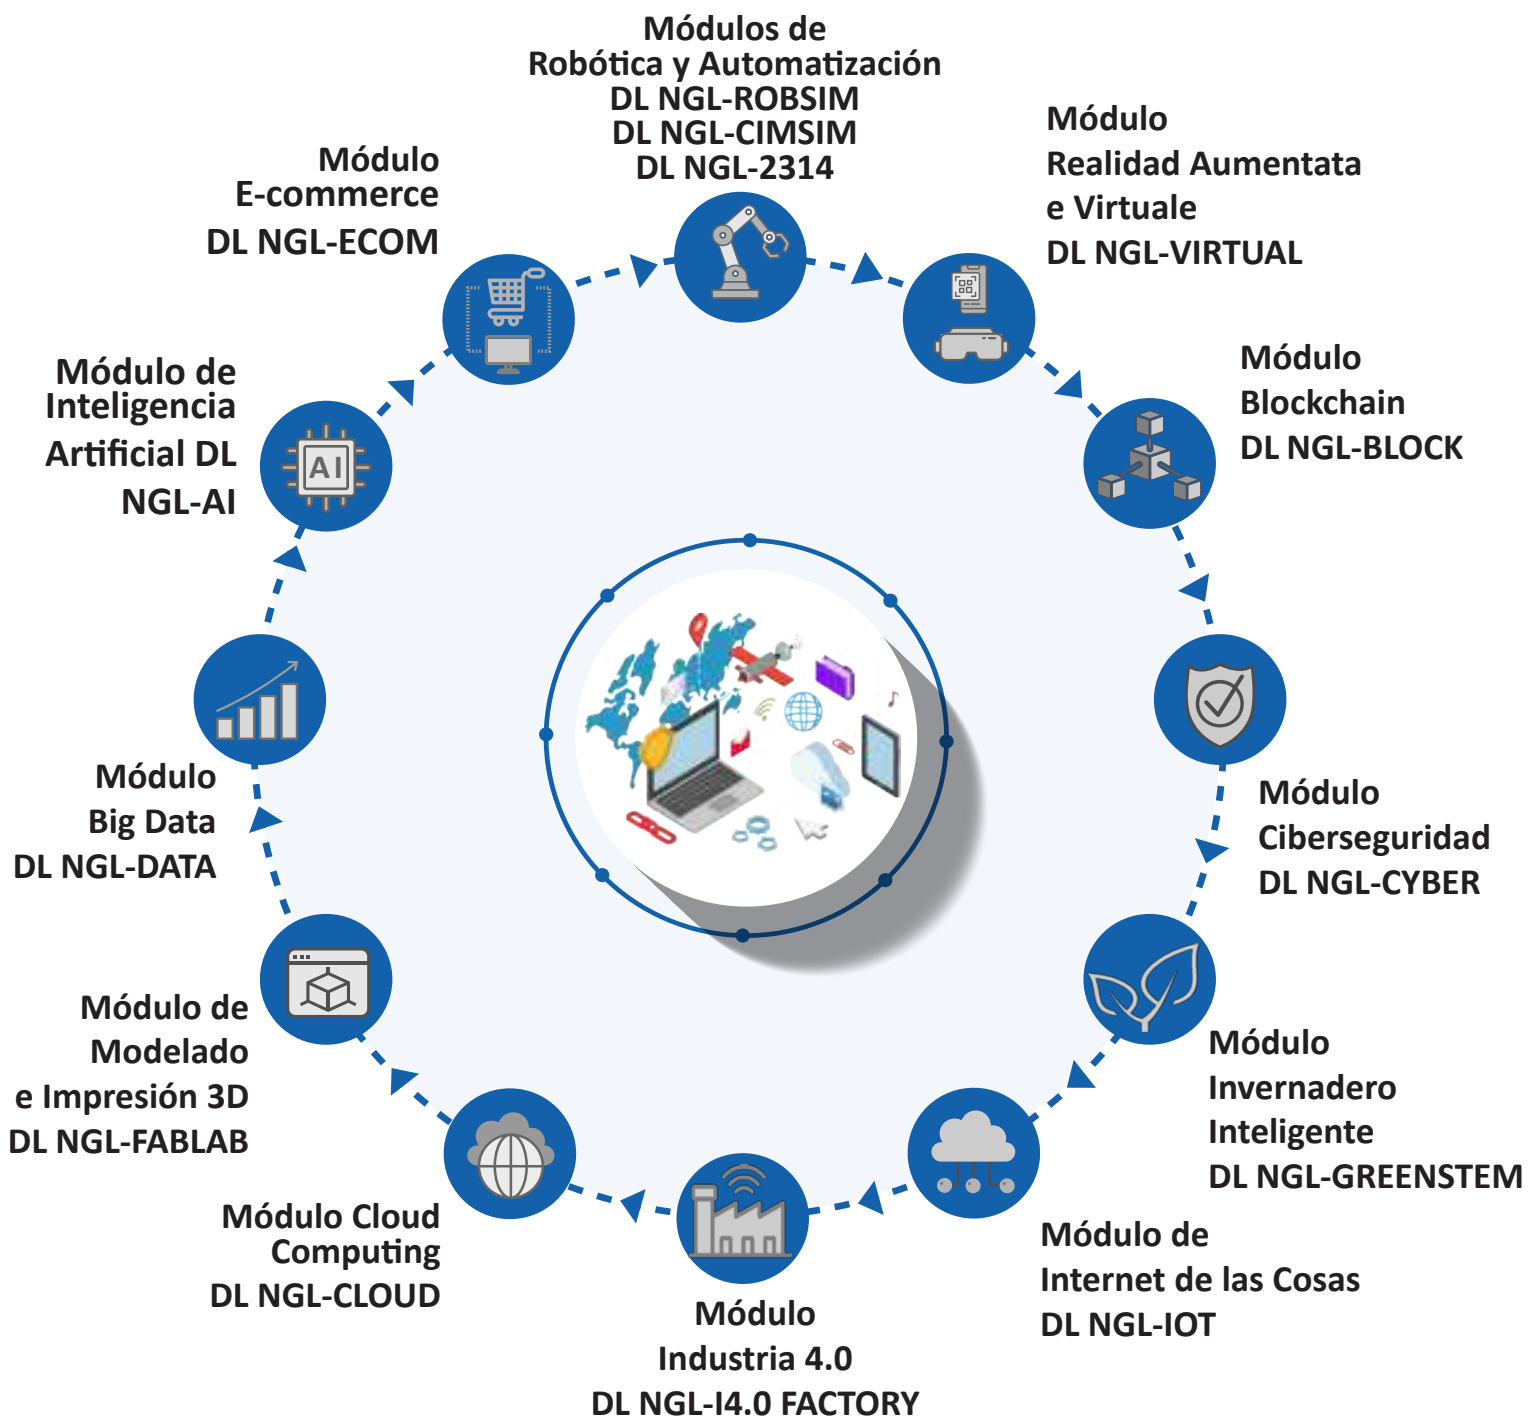 Módulos de
Robótica y Automatización
DL NGL-ROBSIM
DL NGL-CIMSIM
DL NGL-2314
Módulo
Realidad Aumentata
e Virtuale
DL NGL-VIRTUAL
Módulo
Blockchain
DL NGL-BLOCK
Módulo
Ciberseguridad
DL NGL-CYBER
Módulo
Invernadero
Inteligente
DL NGL-GREENSTEM
Módulo de
Internet de las Cosas
DL NGL-IOT
Módulo
Industria 4.0
DL NGL-I4.0 FACTORY
Módulo Cloud
Computing
DL NGL-CLOUD
Módulo de
Modelado
e Impresión 3D
DL NGL-FABLAB
Módulo
Big Data
DL NGL-DATA
Módulo de
Inteligencia
Artificial DL
NGL-AI
AI
Módulo
E-commerce
DL NGL-ECOM